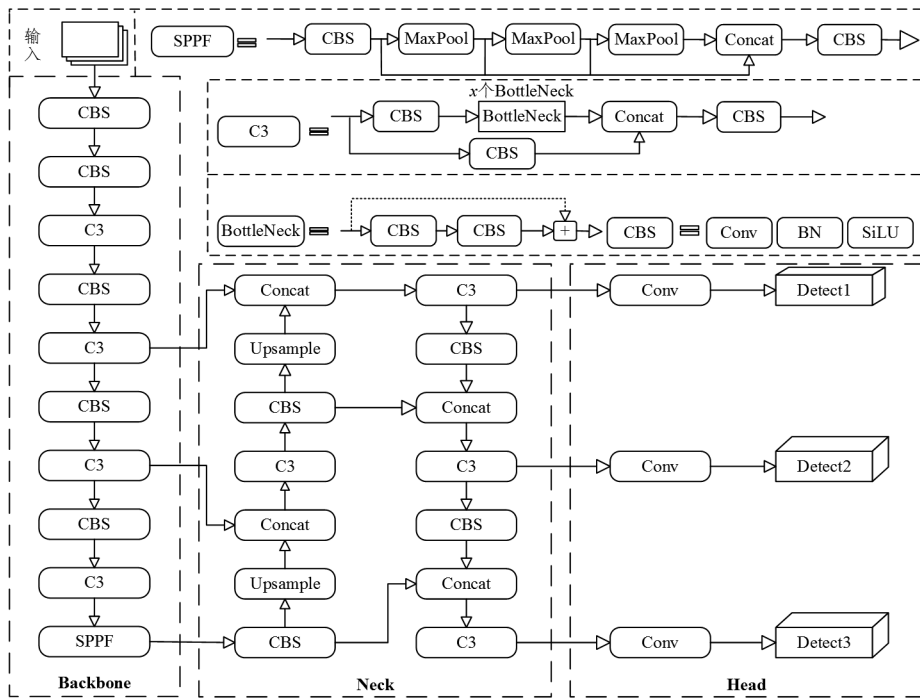 输入
SPPF = CBS MaxPool MaxPool MaxPool Concat CBS
x个BottleNeck
C3 = CBS BottleNeck Concat CBS
CBS
BottleNeck = CBS CBS + CBS = Conv BN SiLU
CBS
CBS
C3
CBS
C3
CBS
C3
CBS
C3
SPPF
Backbone
Concat C3
Upsample CBS
CBS Concat
C3 C3
Concat CBS
Upsample Concat
CBS C3
Neck
Conv Detect1
Conv Detect2
Conv Detect3
Head